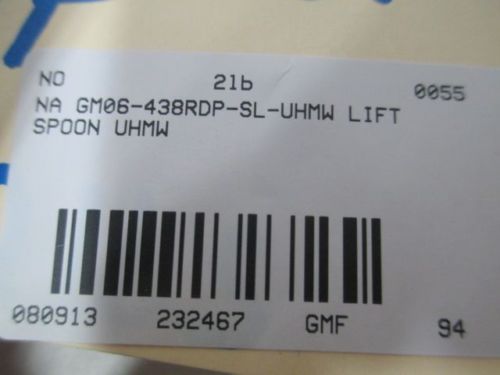 NO 21b 0055
NA GM06-438RDP-SL-UHMW LIFT
SPOON UHMW
080913 232467 GMF 94